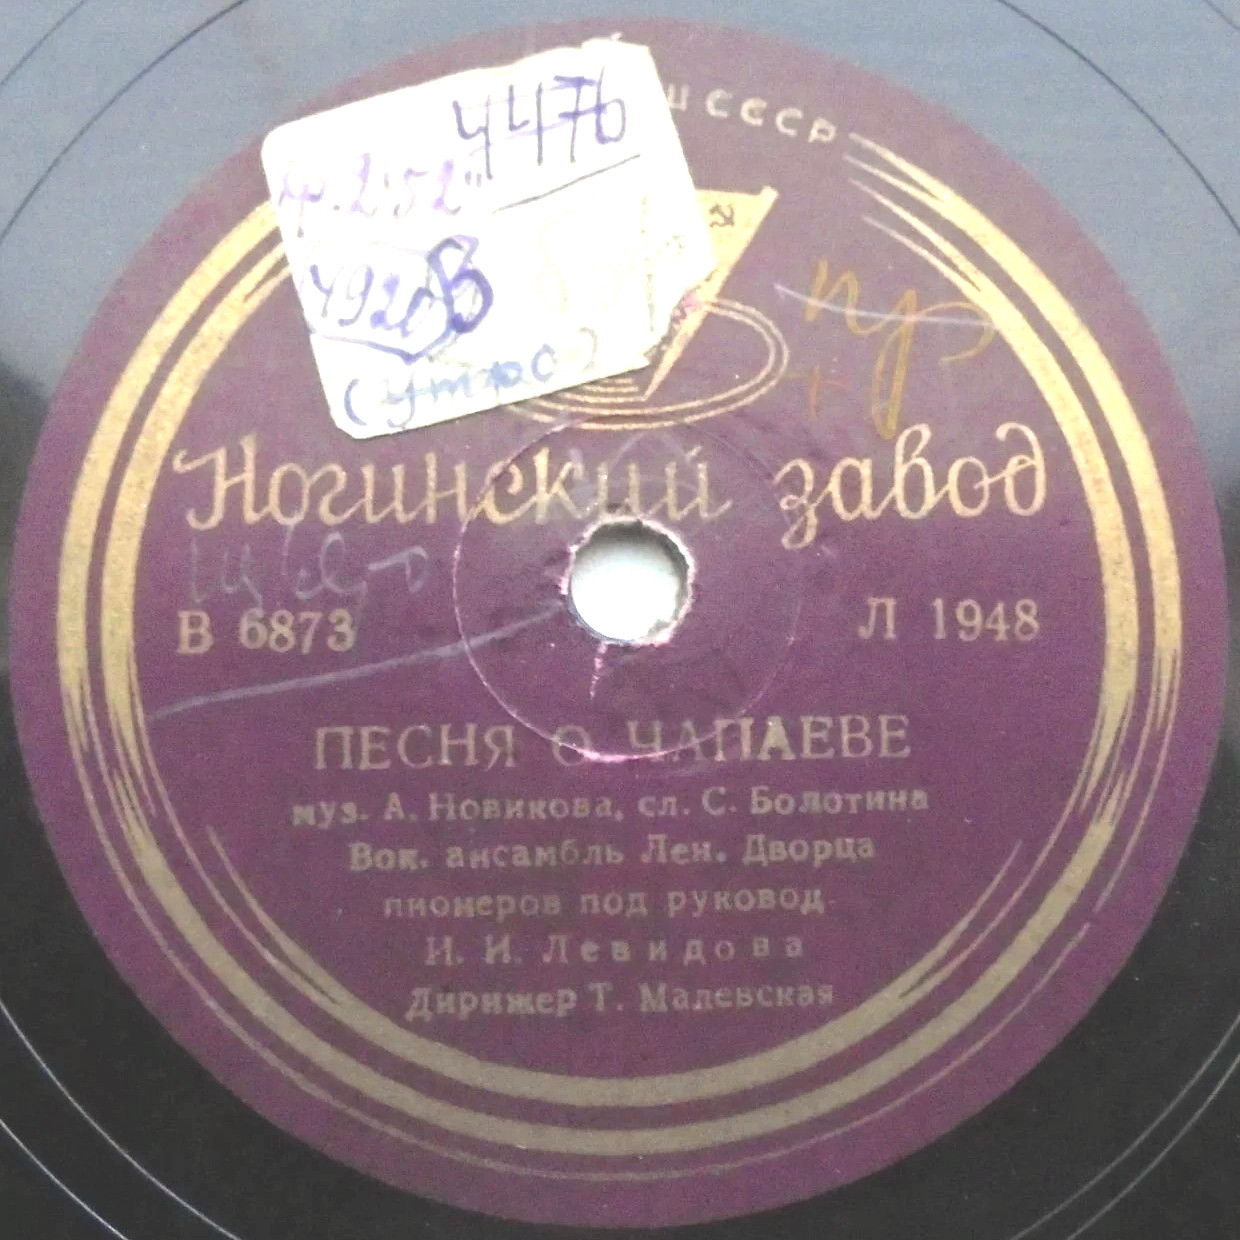 СССР
4476
Ногинский завод
В 6873
Л 1948
ПЕСНЯ О ЧАПАЕВЕ
муз. А. Новикова, сл. С. Болотина
Вок. ансамбль Лен. Дворца
пионеров под руковод.
И. И. Левидова
Дирижер Т. Малевская